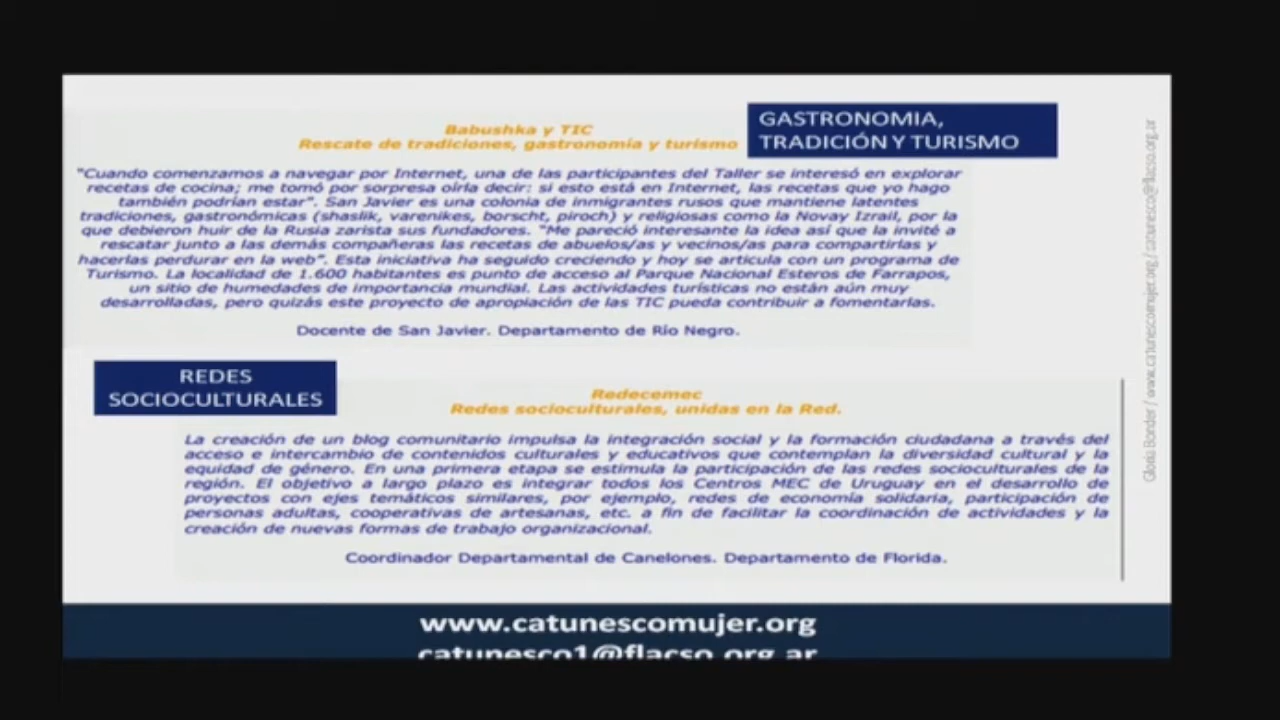 GASTRONOMIA,
TRADICIÓN Y TURISMO
Babushka y TIC
Rescate de tradiciones, gastronomía y turismo
"Cuando comenzamos a navegar por Internet, una de las participantes del Taller se interesó en explorar
recetas de cocina; me tomó por sorpresa oírla decir: si esto está en Internet, las recetas que yo hago
también podrían estar". San Javier es una colonia de inmigrantes rusos que mantiene latentes
tradiciones, gastronómicas (shaslik, varenikes, borscht, piroch) y religiosas como la Novay Izrail, por la
que debieron huir de la Rusia zarista sus fundadores. "Me pareció interesante la idea así que la invité a
rescatar junto a las demás compañeras las recetas de abuelos/as y vecinos/as para compartirlas y
hacerlas perdurar en la web". Esta iniciativa ha seguido creciendo y hoy se articula con un programa de
Turismo. La localidad de 1.600 habitantes es punto de acceso al Parque Nacional Esteros de Farrapos,
un sitio de humedades de importancia mundial. Las actividades turísticas no están aún muy
desarrolladas, pero quizás este proyecto de apropiación de las TIC pueda contribuir a fomentarlas.
Docente de San Javier. Departamento de Río Negro.
REDES
SOCIOCULTURALES
Redecemec
Redes socioculturales, unidas en la Red.
La creación de un blog comunitario impulsa la integración social y la formación ciudadana a través del
acceso e intercambio de contenidos culturales y educativos que contemplan la diversidad cultural y la
equidad de género. En una primera etapa se estimula la participación de las redes socioculturales de la
región. El objetivo a largo plazo es integrar todos los Centros MEC de Uruguay en el desarrollo de
proyectos con ejes temáticos similares, por ejemplo, redes de economía solidaria, participación de
personas adultas, cooperativas de artesanas, etc. a fin de facilitar la coordinación de actividades y la
creación de nuevas formas de trabajo organizacional.
Coordinador Departamental de Canelones. Departamento de Florida.
Gloria Bonder / www.catunescomujer.org / catunesco@flacso.org.ar
www.catunescomujer.org
catunesco1@flacso.org.ar